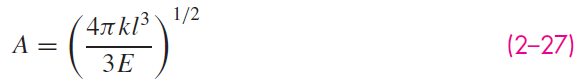 A = (4πkl³/3E)^1/2 (2–27)